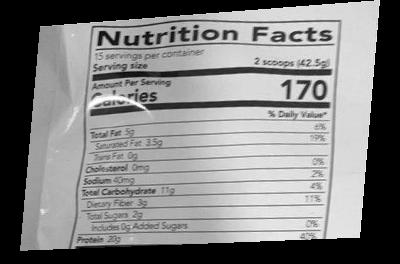 Nutrition Facts
15 servings per container
Serving size 2 scoops (42.5g)
Amount Per Serving
Calories 170
% Daily Value*
Total Fat 5g 6%
Saturated Fat 3.5g 19%
Trans Fat 0g
Cholesterol 0mg 0%
Sodium 40mg 2%
Total Carbohydrate 11g 4%
Dietary Fiber 3g 11%
Total Sugars 2g
Includes 0g Added Sugars 0%
Protein 20g 40%